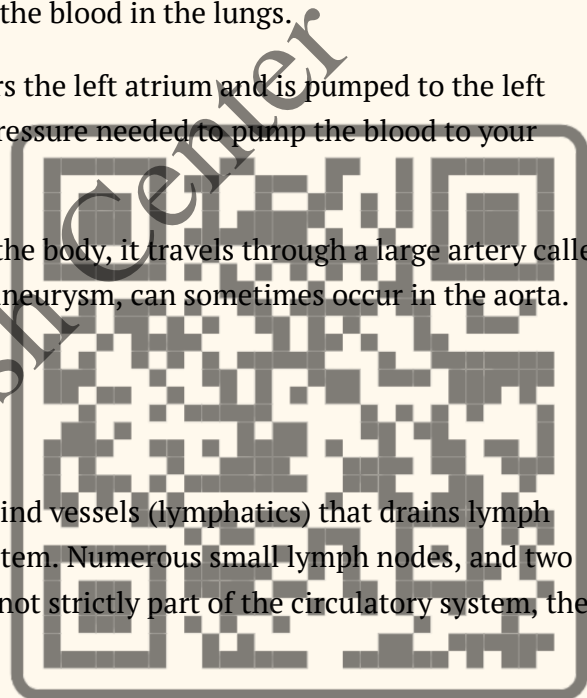 the blood in the lungs.
rs the left atrium and is pumped to the left
ressure needed to pump the blood to your
the body, it travels through a large artery calle
neurysm, can sometimes occur in the aorta.
ind vessels (lymphatics) that drains lymph
tem. Numerous small lymph nodes, and two
not strictly part of the circulatory system, the
sh Center